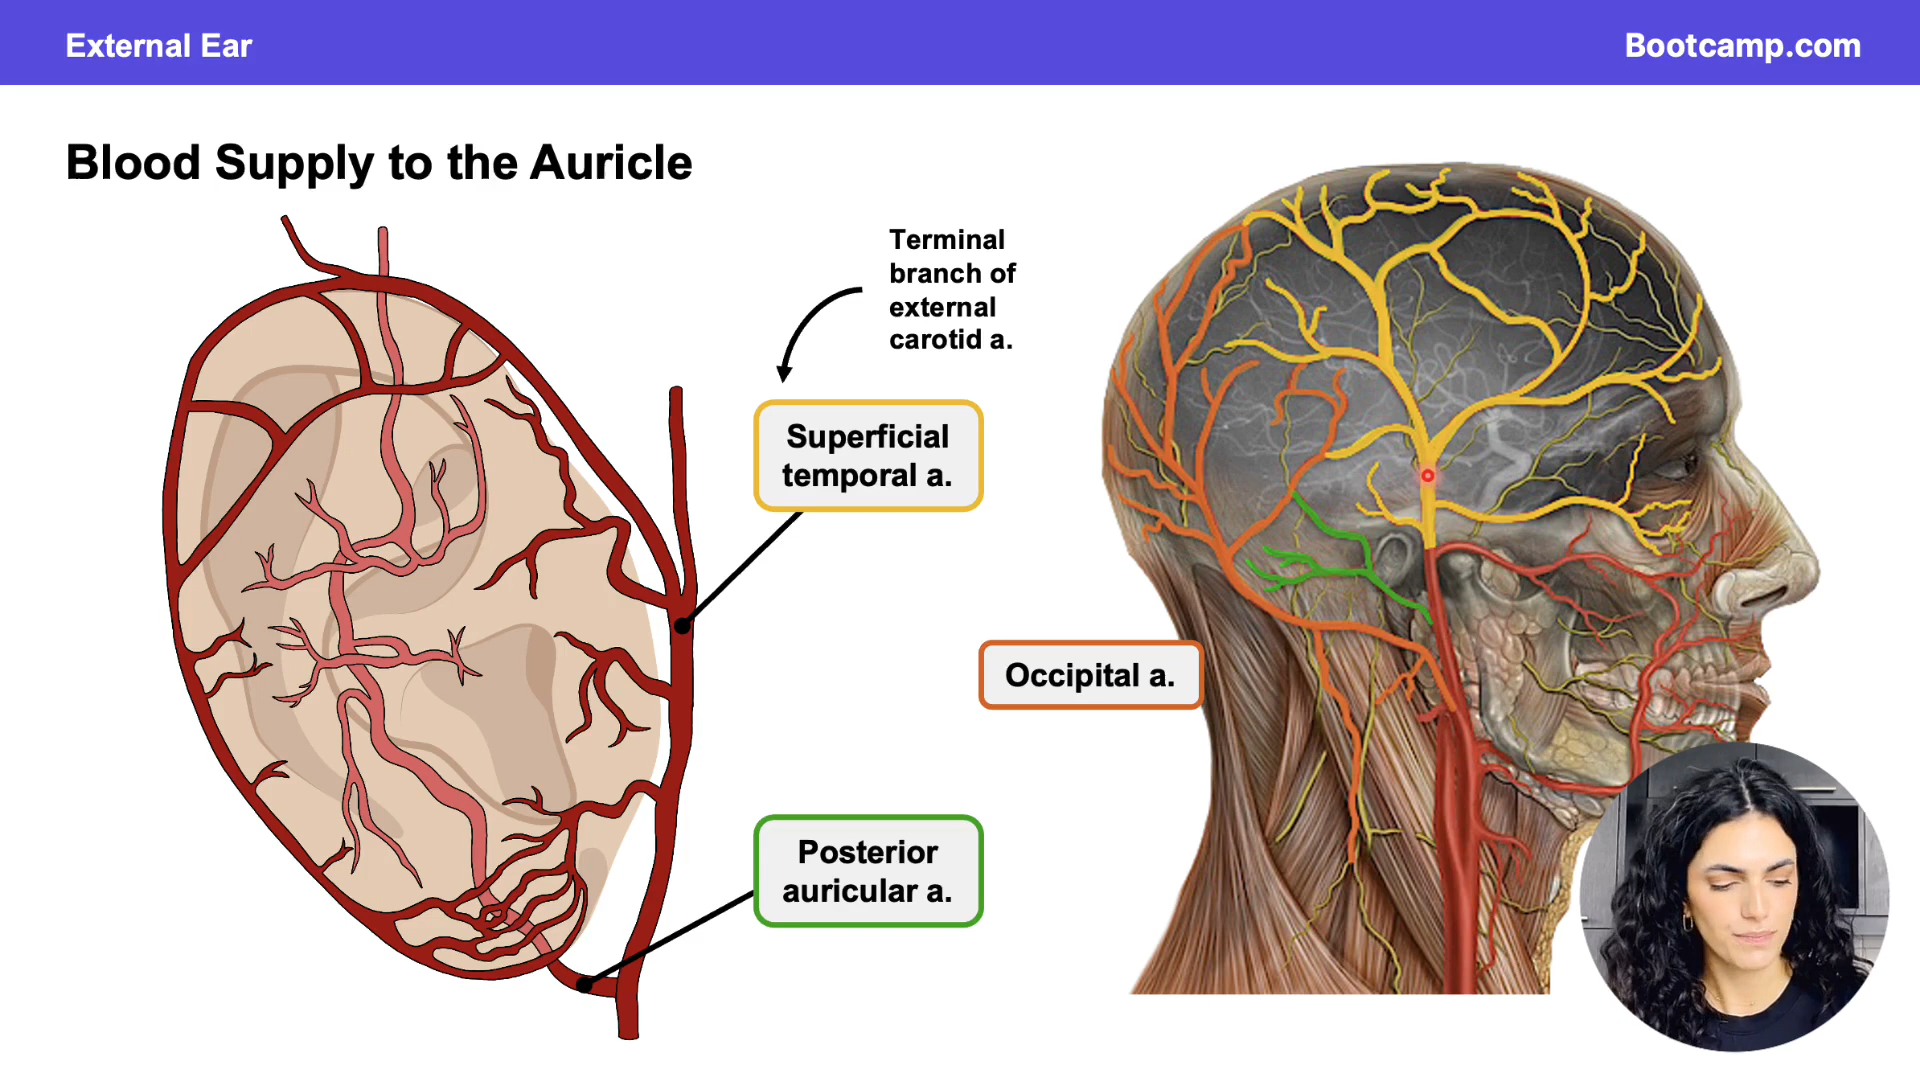 External Ear
Bootcamp.com
Blood Supply to the Auricle
Terminal
branch of
external
carotid a.
Superficial
temporal a.
Occipital a.
Posterior
auricular a.